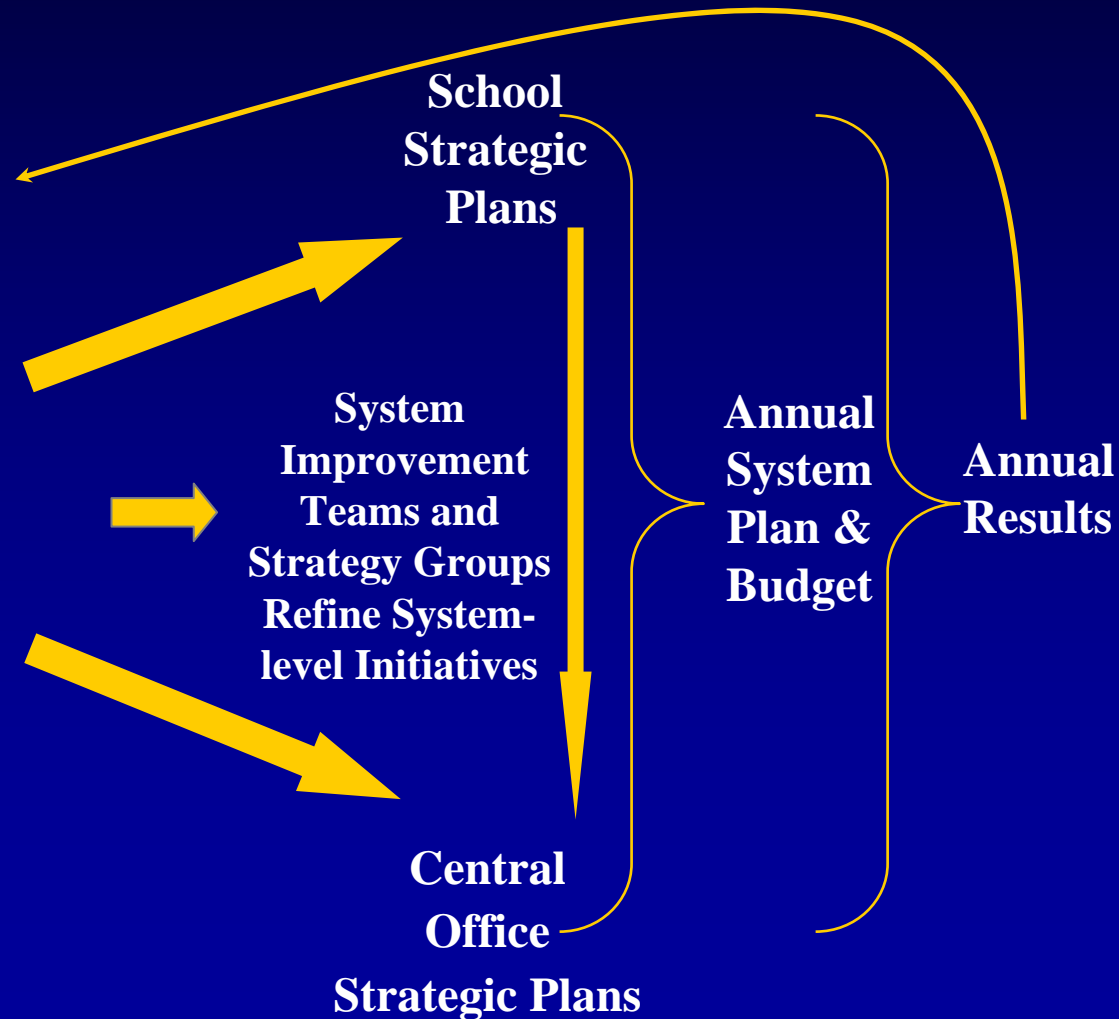 School
Strategic
Plans
System
Improvement
Teams and
Strategy Groups
Refine System-
level Initiatives
Central
Office
Strategic Plans
Annual
System
Plan &
Budget
Annual
Results